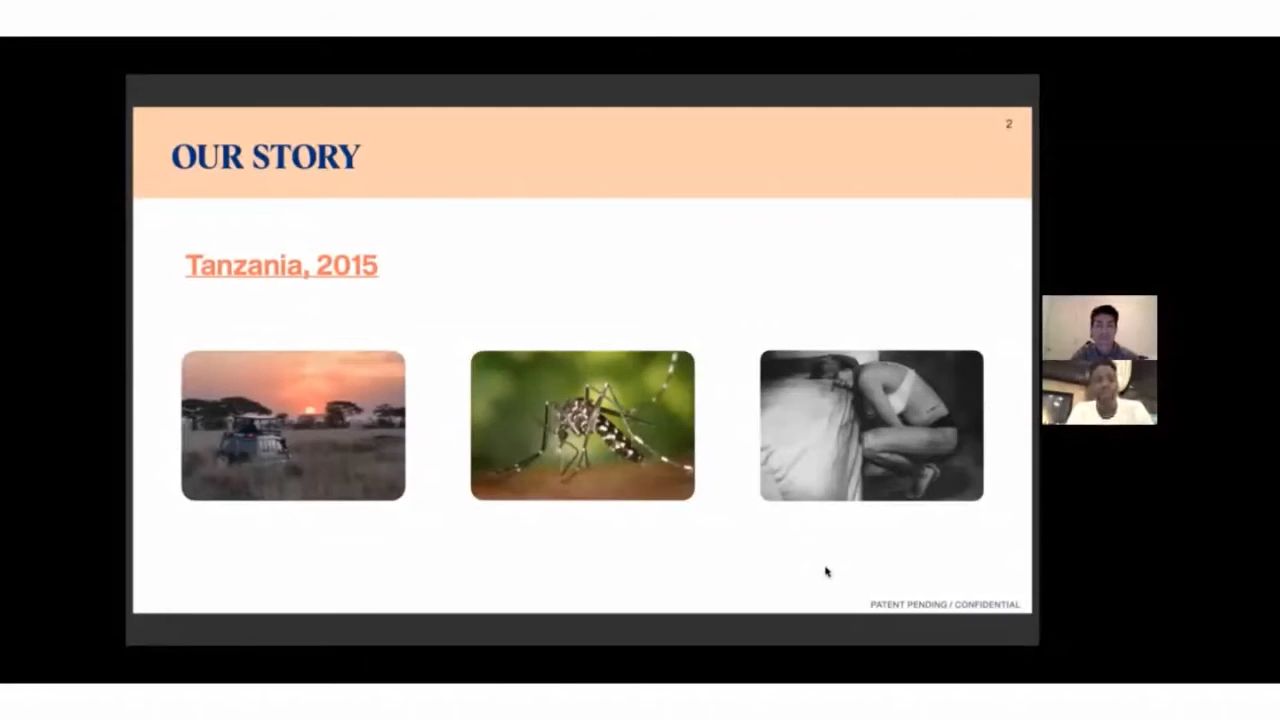 2
OUR STORY
Tanzania, 2015
PATENT PENDING / CONFIDENTIAL